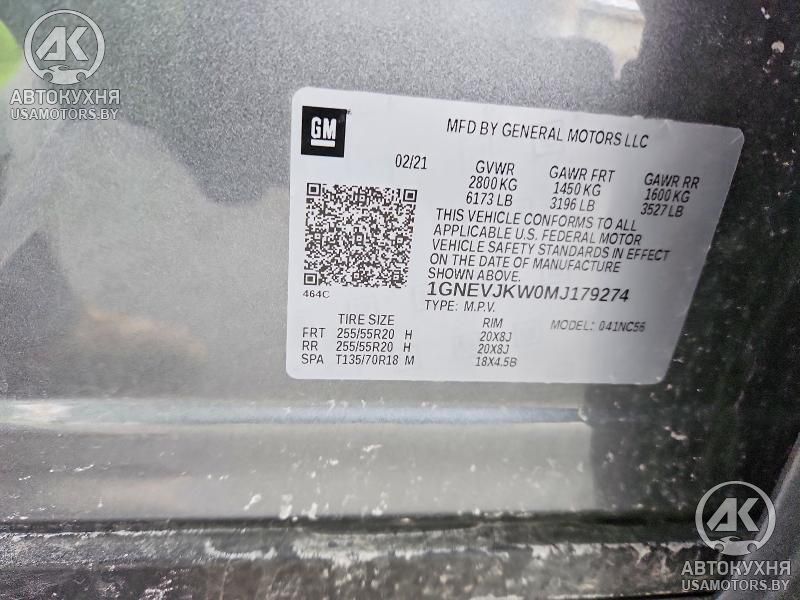 AK
АВТОКУХНЯ
USAMOTORS.BY
GM
MFD BY GENERAL MOTORS LLC
02/21
GVWR GAWR FRT GAWR RR
2800 KG 1450 KG 1600 KG
6173 LB 3196 LB 3527 LB
THIS VEHICLE CONFORMS TO ALL
APPLICABLE U.S. FEDERAL MOTOR
VEHICLE SAFETY STANDARDS IN EFFECT
ON THE DATE OF MANUFACTURE
SHOWN ABOVE.
464C
1GNEVJKW0MJ179274
TYPE: M.P.V.
TIRE SIZE RIM MODEL: 041NC56
FRT 255/55R20 H 20X8J
RR 255/55R20 H 20X8J
SPA T135/70R18 M 18X4.5B
AK
АВТОКУХНЯ
USAMOTORS.BY